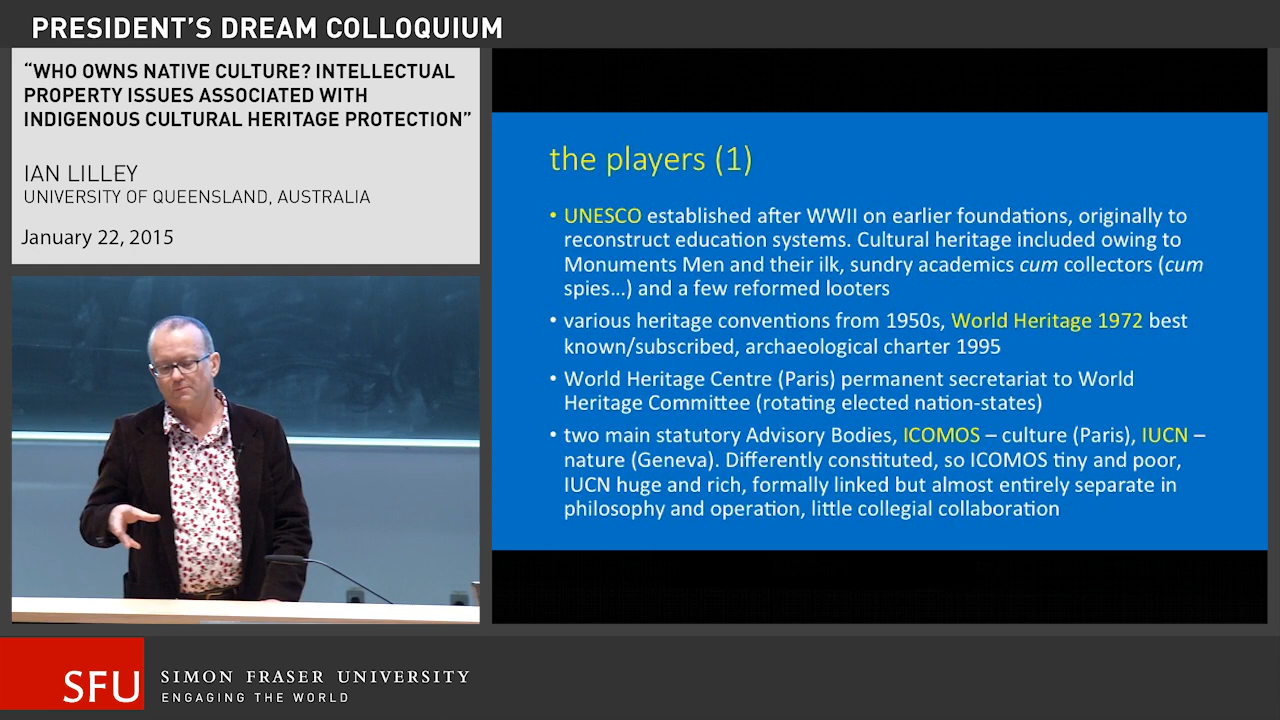 PRESIDENT'S DREAM COLLOQUIUM
“WHO OWNS NATIVE CULTURE? INTELLECTUAL
PROPERTY ISSUES ASSOCIATED WITH
INDIGENOUS CULTURAL HERITAGE PROTECTION”
IAN LILLEY
UNIVERSITY OF QUEENSLAND, AUSTRALIA
January 22, 2015
the players (1)
• UNESCO established after WWII on earlier foundations, originally to
reconstruct education systems. Cultural heritage included owing to
Monuments Men and their ilk, sundry academics cum collectors (cum
spies...) and a few reformed looters
• various heritage conventions from 1950s, World Heritage 1972 best
known/subscribed, archaeological charter 1995
• World Heritage Centre (Paris) permanent secretariat to World
Heritage Committee (rotating elected nation-states)
• two main statutory Advisory Bodies, ICOMOS – culture (Paris), IUCN –
nature (Geneva). Differently constituted, so ICOMOS tiny and poor,
IUCN huge and rich, formally linked but almost entirely separate in
philosophy and operation, little collegial collaboration
SFU
SIMON FRASER UNIVERSITY
ENGAGING THE WORLD